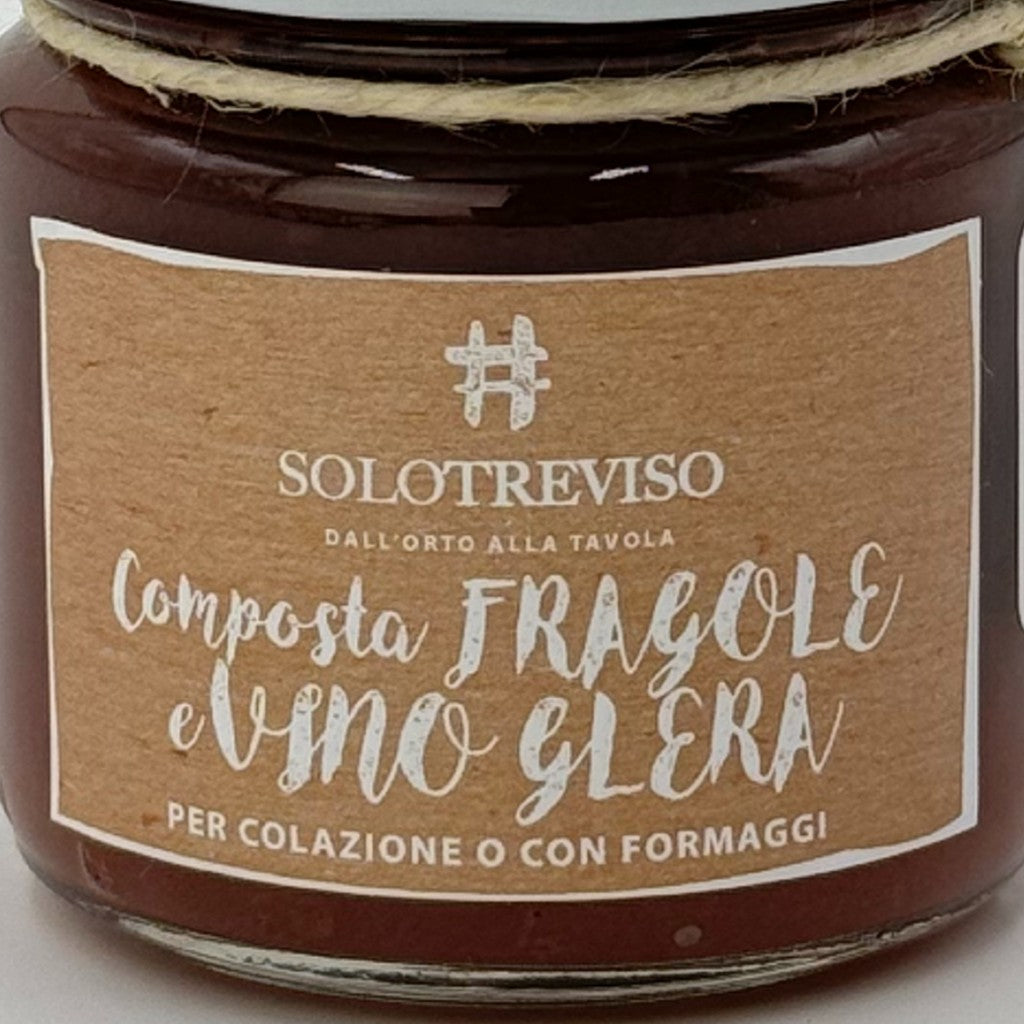 #
SOLOTREVISO
DALL'ORTO ALLA TAVOLA
Composta FRAGOLE
e VINO GLERA
PER COLAZIONE O CON FORMAGGI